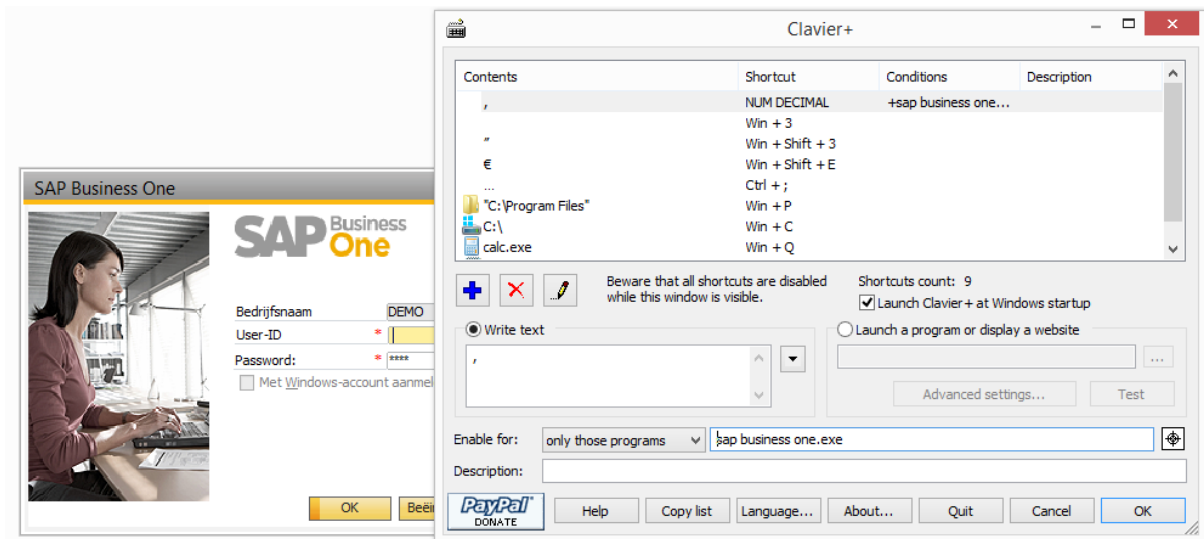 Clavier+
Contents Shortcut Conditions Description
, NUM DECIMAL +sap business one...
Win + 3
" Win + Shift + 3
€ Win + Shift + E
... Ctrl + ;
"C:\Program Files" Win + P
C:\ Win + C
calc.exe Win + Q
Beware that all shortcuts are disabled
while this window is visible.
Shortcuts count: 9
Launch Clavier+ at Windows startup
Write text
Launch a program or display a website
,
...
Advanced settings... Test
Enable for: only those programs sap business one.exe
Description:
PayPal
DONATE
Help Copy list Language... About... Quit Cancel OK
SAP Business One
SAP Business
One
Bedrijfsnaam DEMO
User-ID *
Password: * ****
Met Windows-account aanmel
OK Beëi